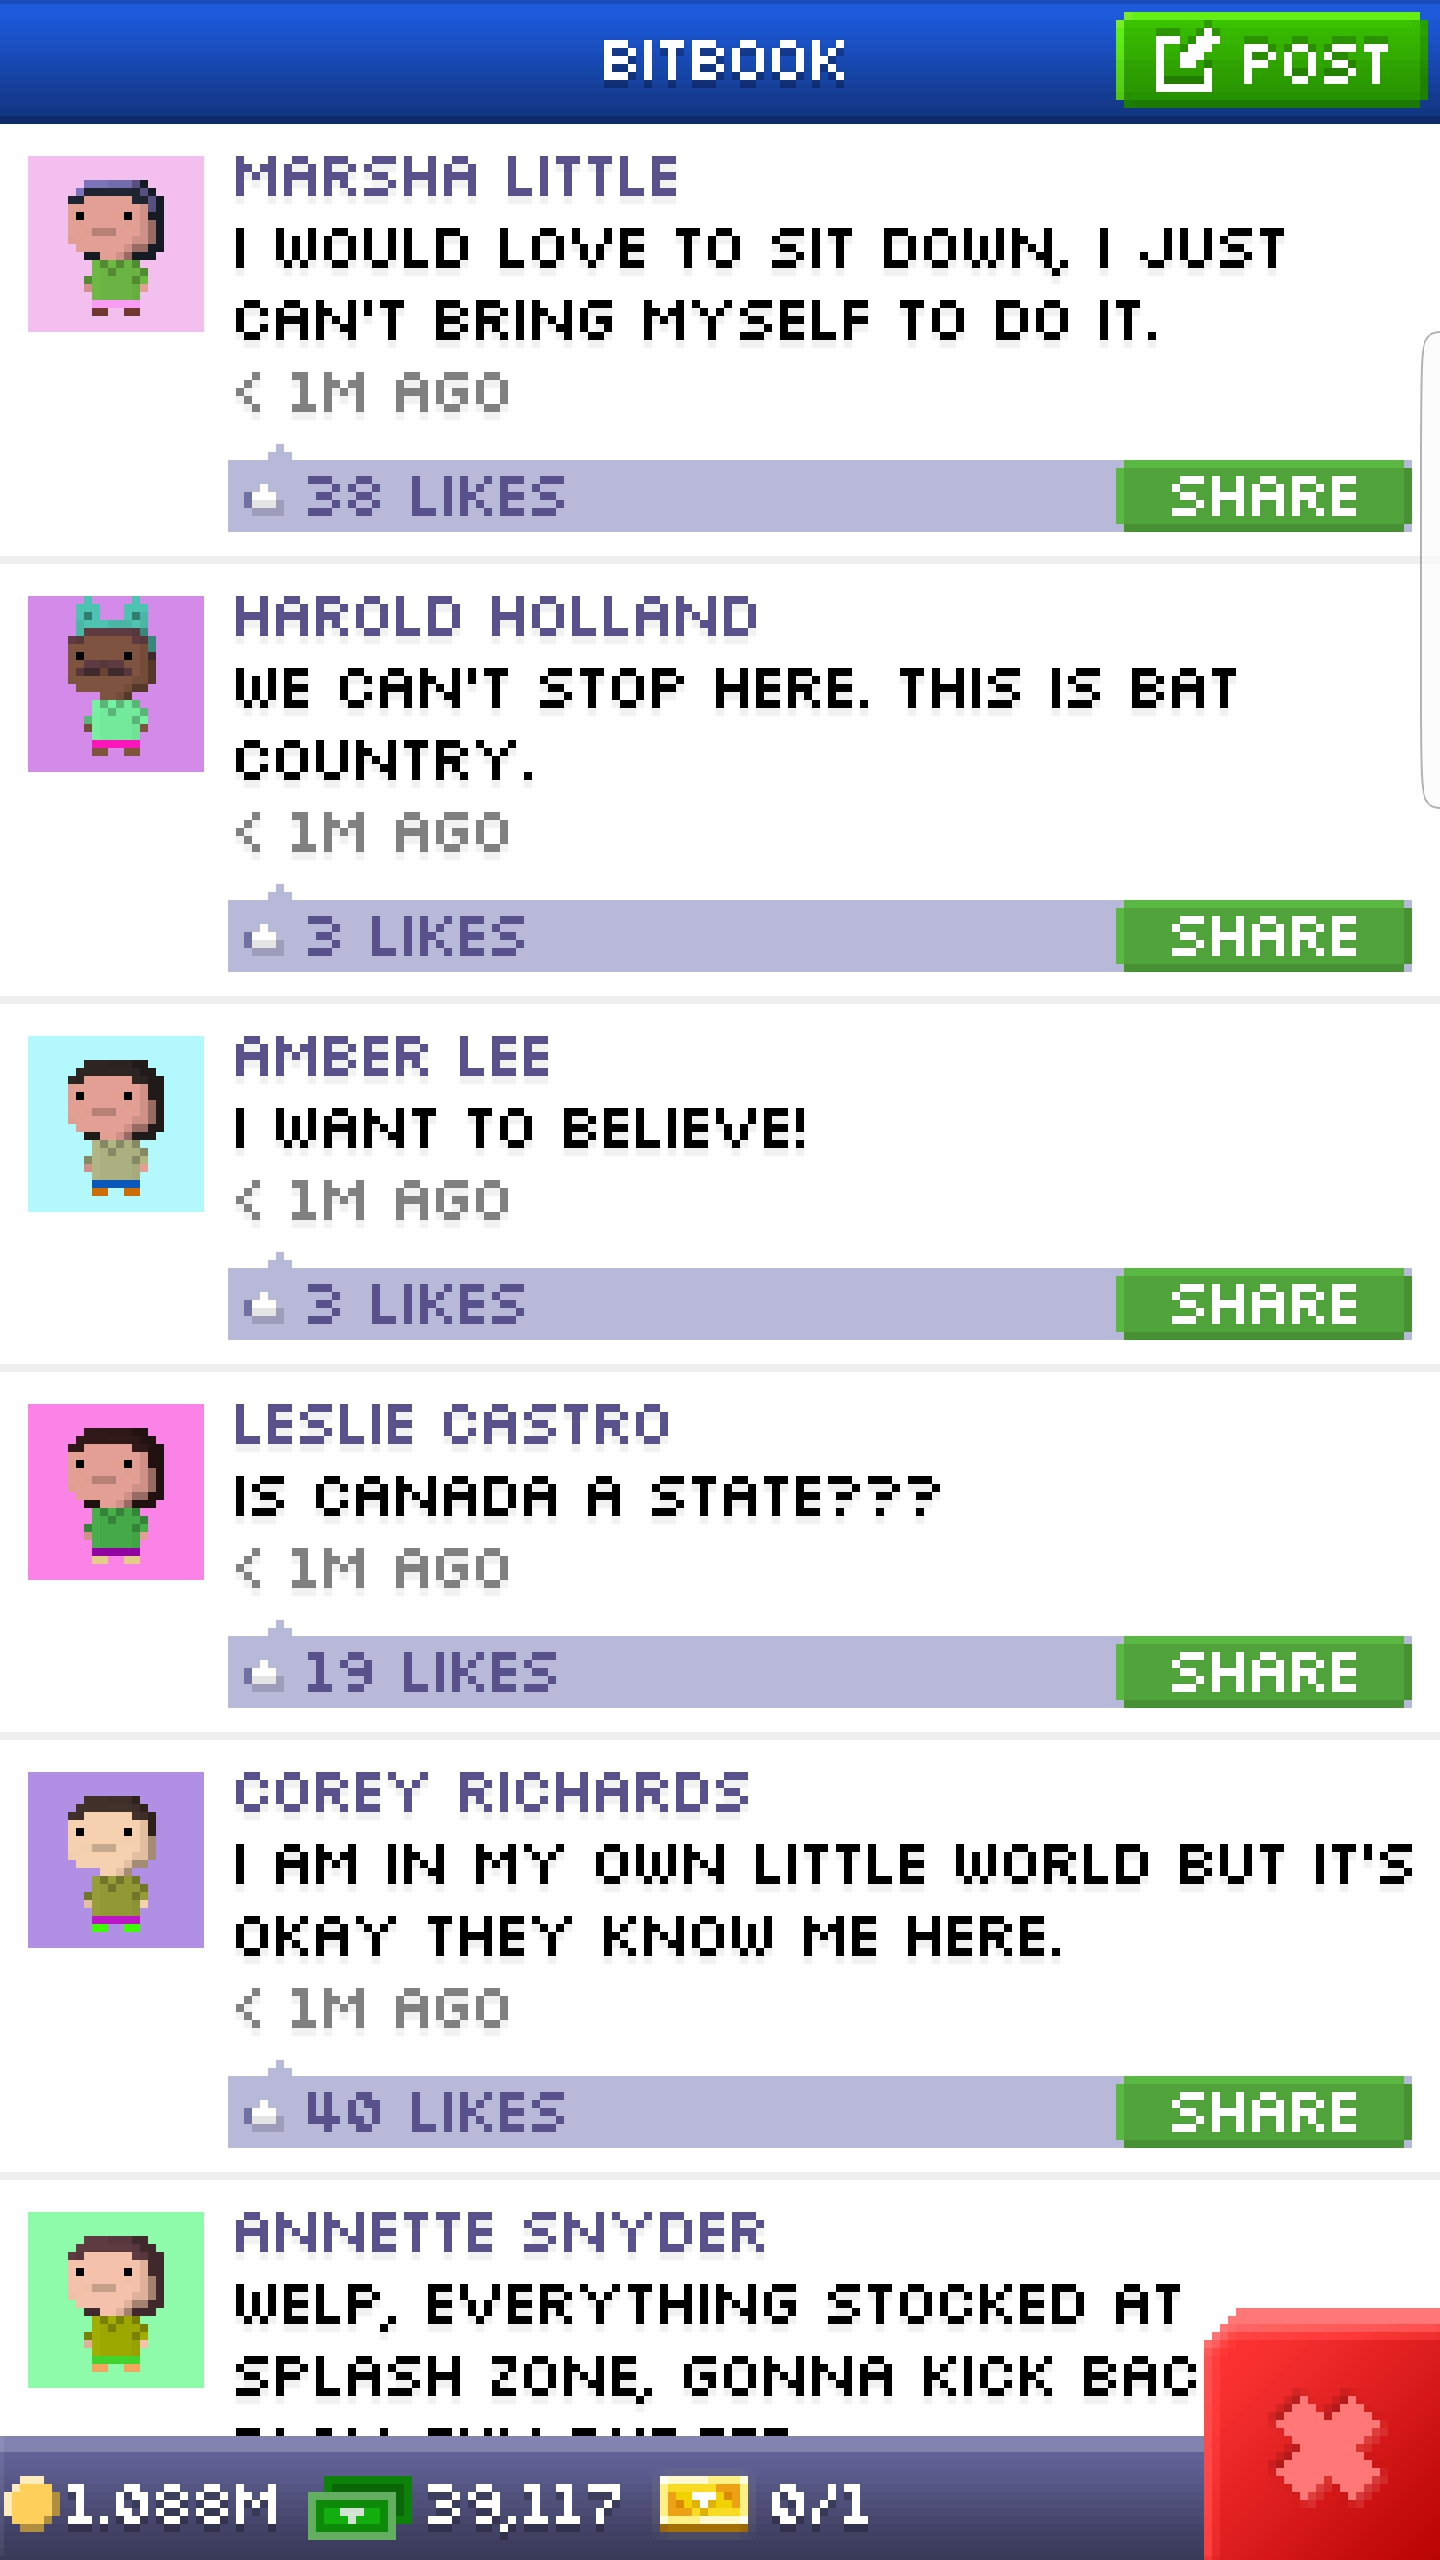 BITBOOK
POST
MARSHA LITTLE
I WOULD LOVE TO SIT DOWN, I JUST
CAN'T BRING MYSELF TO DO IT.
< 1M AGO
38 LIKES
SHARE
HAROLD HOLLAND
WE CAN'T STOP HERE. THIS IS BAT
COUNTRY.
< 1M AGO
3 LIKES
SHARE
AMBER LEE
I WANT TO BELIEVE!
< 1M AGO
3 LIKES
SHARE
LESLIE CASTRO
IS CANADA A STATE???
< 1M AGO
19 LIKES
SHARE
COREY RICHARDS
I AM IN MY OWN LITTLE WORLD BUT IT'S
OKAY THEY KNOW ME HERE.
< 1M AGO
40 LIKES
SHARE
ANNETTE SNYDER
WELP, EVERYTHING STOCKED AT
SPLASH ZONE, GONNA KICK BAC
1.088M 39,117 0/1